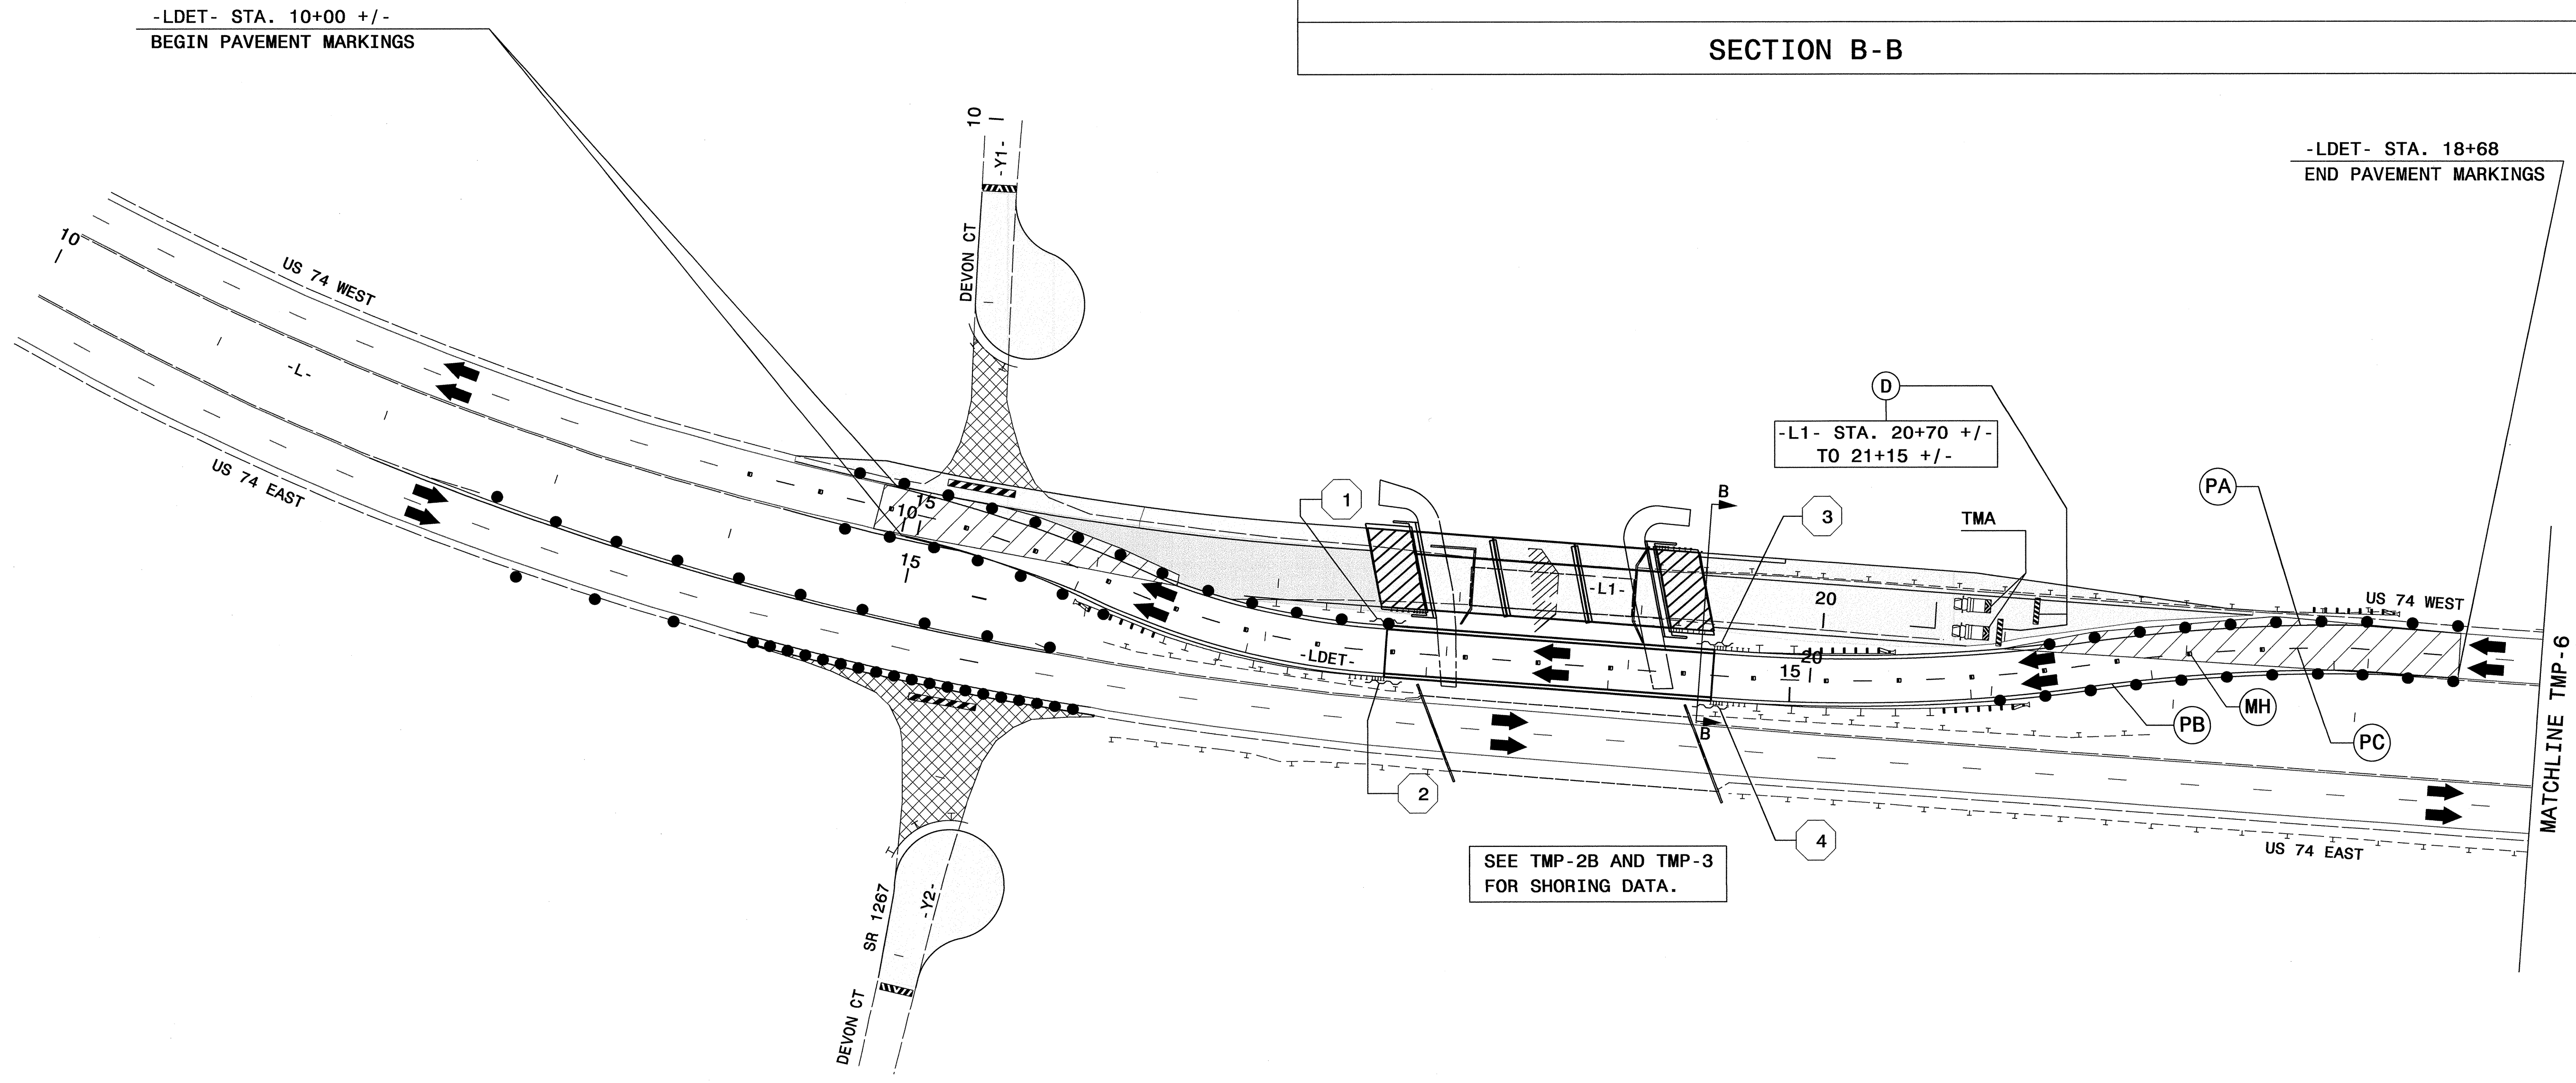 -LDET- STA. 10+00 +/-
BEGIN PAVEMENT MARKINGS
SECTION B-B
-LDET- STA. 18+68
END PAVEMENT MARKINGS
10
-Y1-
DEVON CT
10
US 74 WEST
-L-
US 74 EAST
D
-L1- STA. 20+70 +/-
TO 21+15 +/-
PA
1
B
3
TMA
15
10
15
-L1-
20
US 74 WEST
-LDET-
20
15
MH
PB
PC
B
2
4
MATCHLINE TMP-6
SEE TMP-2B AND TMP-3
FOR SHORING DATA.
US 74 EAST
SR 1267
-Y2-
DEVON CT